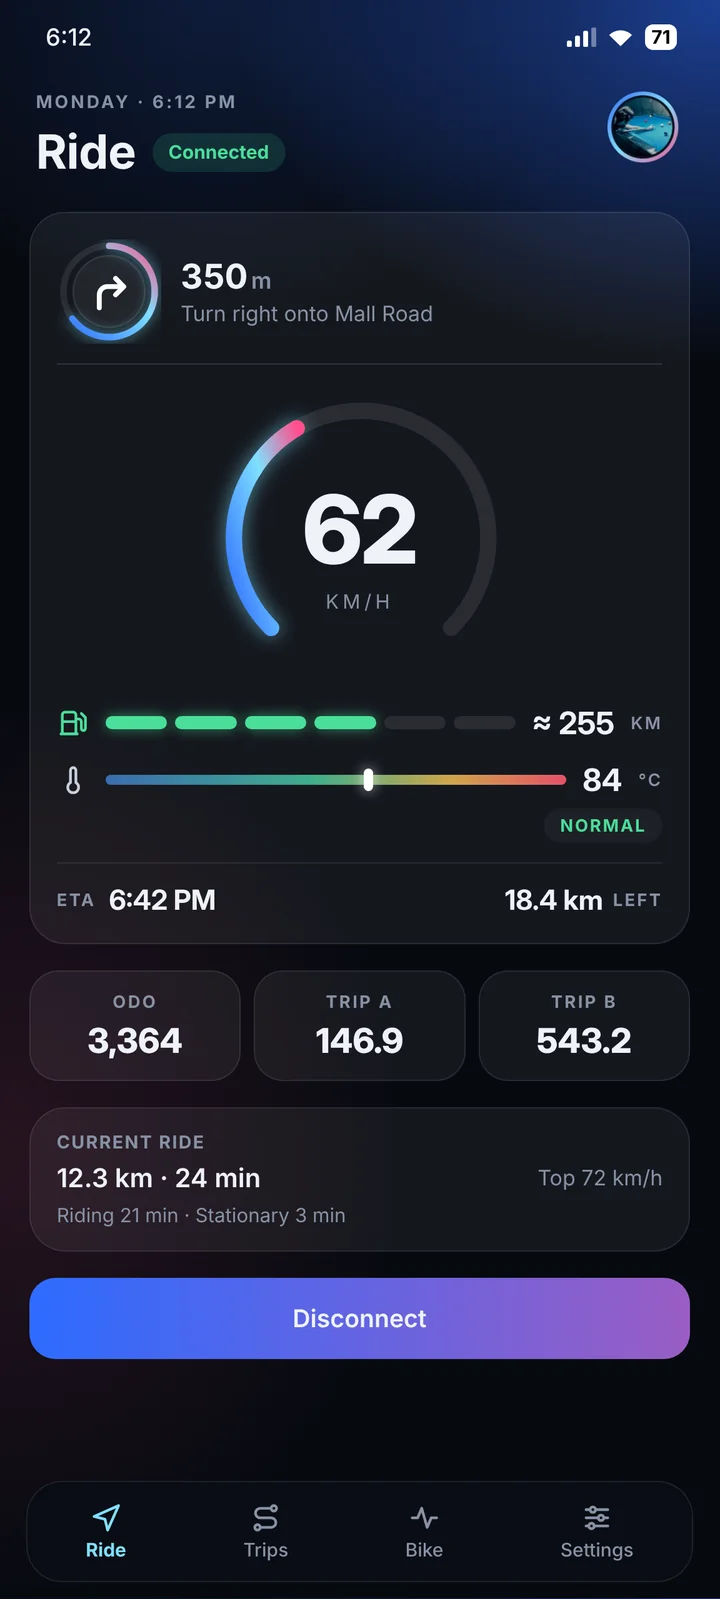 6:12
71
MONDAY · 6:12 PM
Ride Connected
350 m
Turn right onto Mall Road
62
KM/H
≈ 255 KM
84 °C
NORMAL
ETA 6:42 PM 18.4 km LEFT
ODO TRIP A TRIP B
3,364 146.9 543.2
CURRENT RIDE
12.3 km · 24 min Top 72 km/h
Riding 21 min · Stationary 3 min
Disconnect
Ride Trips Bike Settings